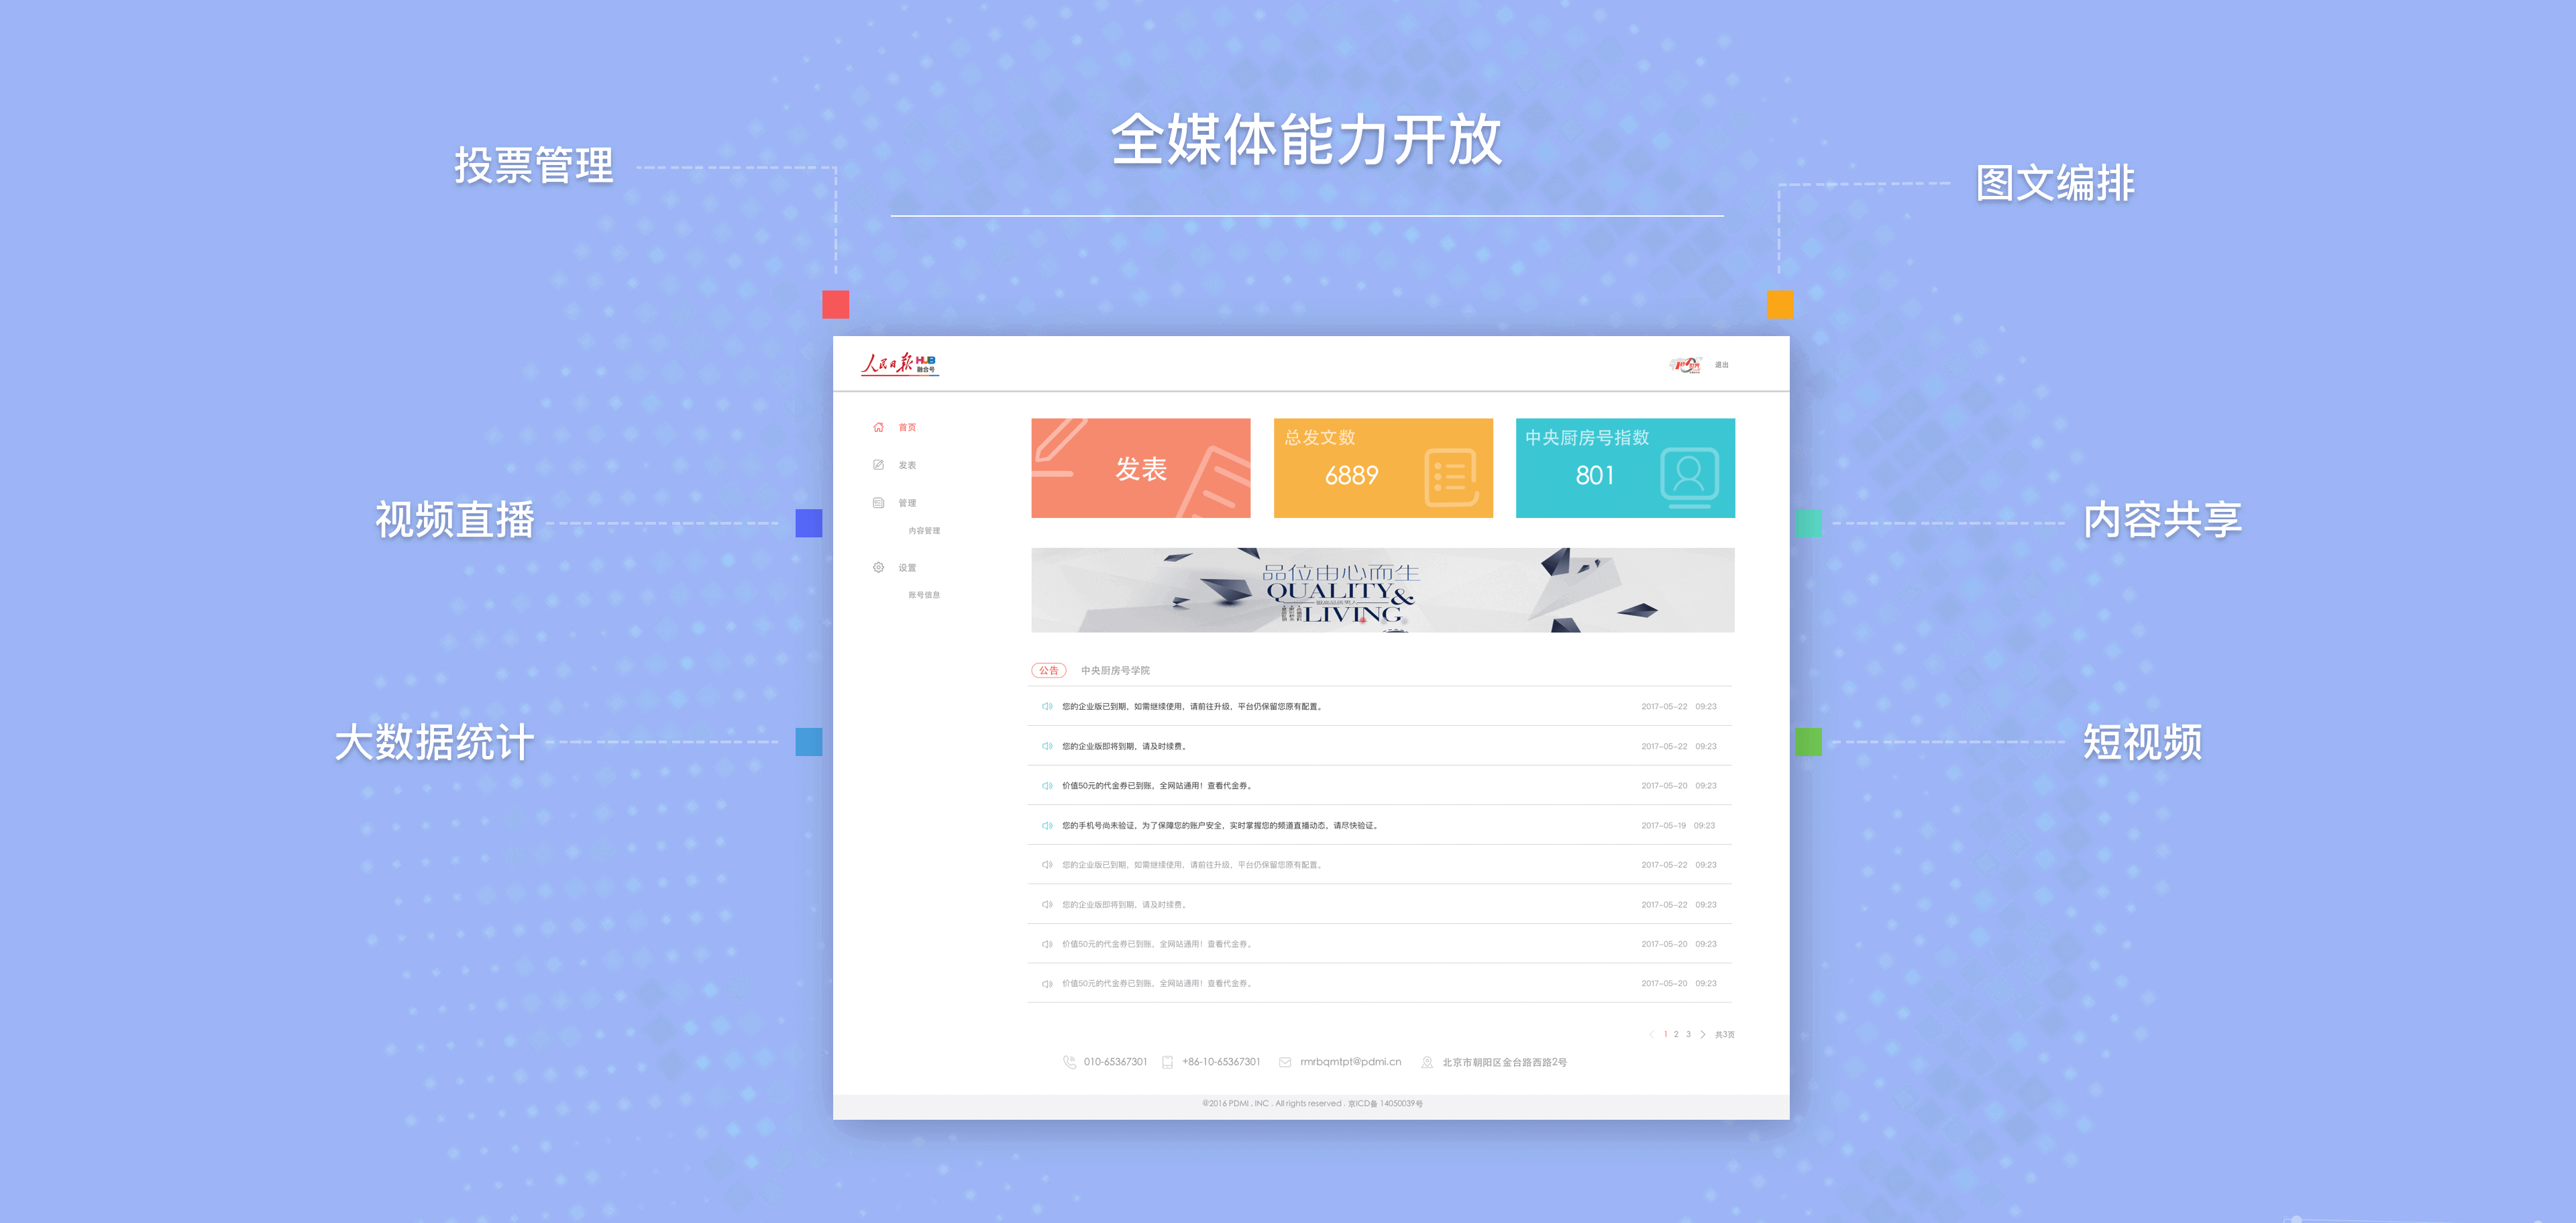 全媒体能力开放
投票管理
图文编排
视频直播
内容共享
大数据统计
短视频
人民日报 HUB
融合号
退出
首页
发表
管理
内容管理
设置
账号信息
发表
总发文数
6889
中央厨房号指数
801
品位由心而生
QUALITY&
LIVING
公告 中央厨房号学院
您的企业版已到期，如需继续使用，请前往升级，平台仍保留您原有配置。 2017-05-22 09:23
您的企业版即将到期，请及时续费。 2017-05-22 09:23
价值50元的代金券已到账，全网站通用！查看代金券。 2017-05-20 09:23
您的手机号尚未验证，为了保障您的账户安全，实时掌握您的频道直播动态，请尽快验证。 2017-05-19 09:23
您的企业版已到期，如需继续使用，请前往升级，平台仍保留您原有配置。 2017-05-22 09:23
您的企业版即将到期，请及时续费。 2017-05-22 09:23
价值50元的代金券已到账，全网站通用！查看代金券。 2017-05-20 09:23
价值50元的代金券已到账，全网站通用！查看代金券。 2017-05-20 09:23
1 2 3 共3页
010-65367301 +86-10-65367301 rmrbqmtpt@pdmi.cn 北京市朝阳区金台路西路2号
©2016 PDMI . INC . All rights reserved . 京ICD备 14050039号